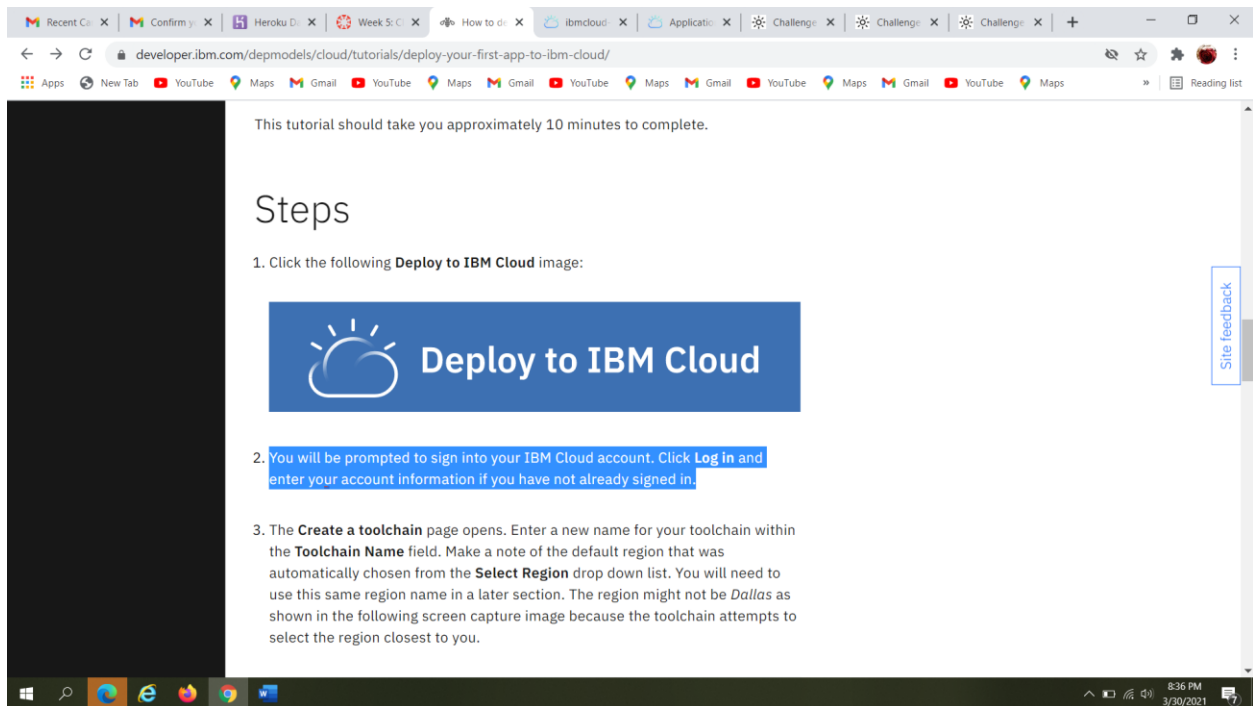 Recent Ca
Confirm y
Heroku D
Week 5: C
How to de
ibmcloud-
Applicatio
Challenge
Challenge
Challenge
developer.ibm.com/depmodels/cloud/tutorials/deploy-your-first-app-to-ibm-cloud/
Apps New Tab YouTube Maps Gmail YouTube Maps Gmail YouTube Maps Gmail YouTube Maps Gmail YouTube Maps » Reading list
This tutorial should take you approximately 10 minutes to complete.
Steps
1. Click the following Deploy to IBM Cloud image:
Deploy to IBM Cloud
Site feedback
2. You will be prompted to sign into your IBM Cloud account. Click Log in and
enter your account information if you have not already signed in.
3. The Create a toolchain page opens. Enter a new name for your toolchain within
the Toolchain Name field. Make a note of the default region that was
automatically chosen from the Select Region drop down list. You will need to
use this same region name in a later section. The region might not be Dallas as
shown in the following screen capture image because the toolchain attempts to
select the region closest to you.
8:36 PM
3/30/2021
7